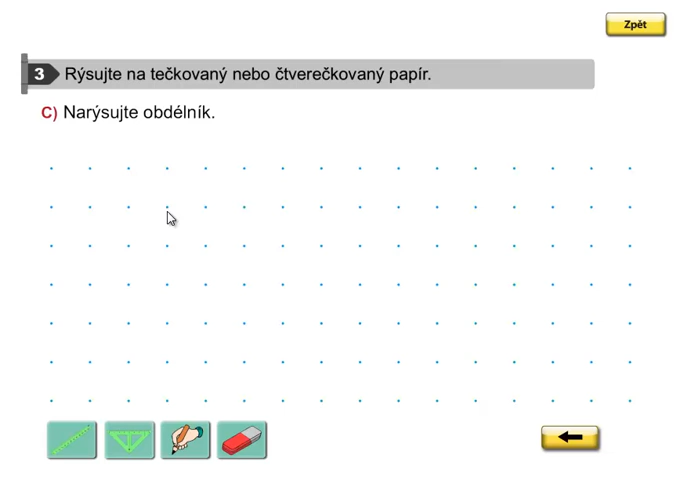 Zpět
3 Rýsujte na tečkovaný nebo čtverečkovaný papír.
C) Narýsujte obdélník.